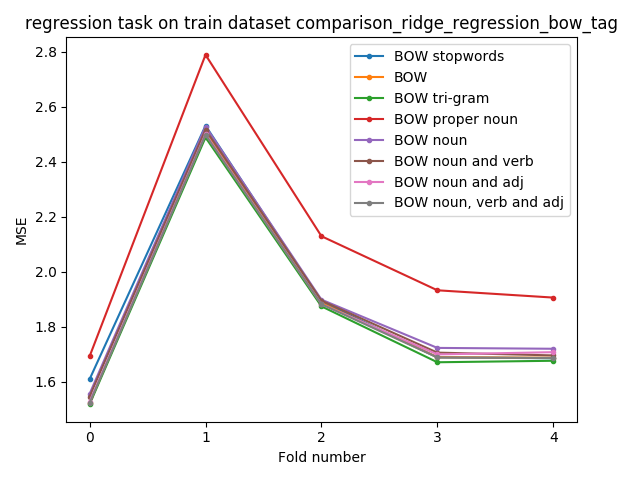 regression task on train dataset comparison_ridge_regression_bow_tag
2.8
2.6
2.4
2.2
2.0
1.8
1.6
MSE
0 1 2 3 4
Fold number
BOW stopwords
BOW
BOW tri-gram
BOW proper noun
BOW noun
BOW noun and verb
BOW noun and adj
BOW noun, verb and adj